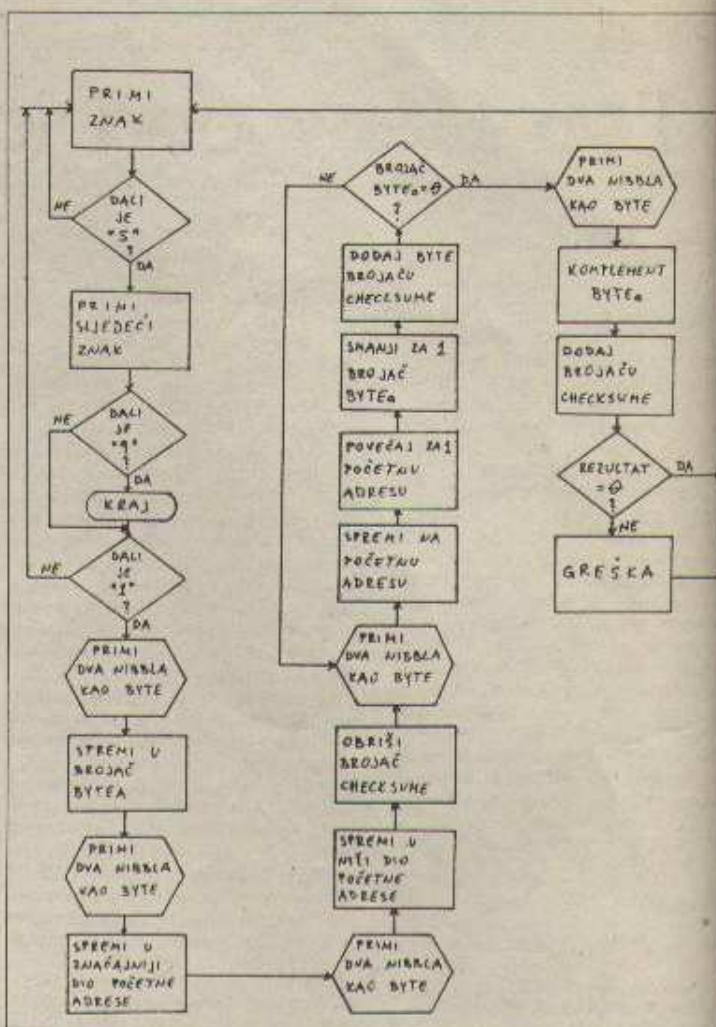 PRIMI
ZNAK
DALI
JE
"S"
?
NE
DA
PRIMI
SLJEDEĆI
ZNAK
DALI
JE
"9"
?
NE
DA
KRAJ
DALI
JE
"1"
?
NE
DA
PRIMI
DVA NIBBLA
KAO BYTE
SPREMI U
BROJAČ
BYTEA
PRIMI
DVA NIBBLA
KAO BYTE
SPREMI U
ZNAČAJNIJI
DIO POČETNE
ADRESE
PRIMI
DVA NIBBLA
KAO BYTE
SPREMI U
NIŽI DIO
POČETNE
ADRESE
OBRIŠI
BROJAČ
CHECKSUME
PRIMI
DVA NIBBLA
KAO BYTE
SPREMI NA
POČETNU
ADRESU
POVEĆAJ ZA 1
POČETNU
ADRESU
SMANJI ZA 1
BROJAČ
BYTEa
DODAJ BYTE
BROJAČU
CHECKSUME
BROJAČ
BYTEa=0
?
NE
DA
PRIMI
DVA NIBBLA
KAO BYTE
KOMPLEMENT
BYTEa
DODAJ
BROJAČU
CHECKSUME
REZULTAT
=0
?
DA
NE
GREŠKA